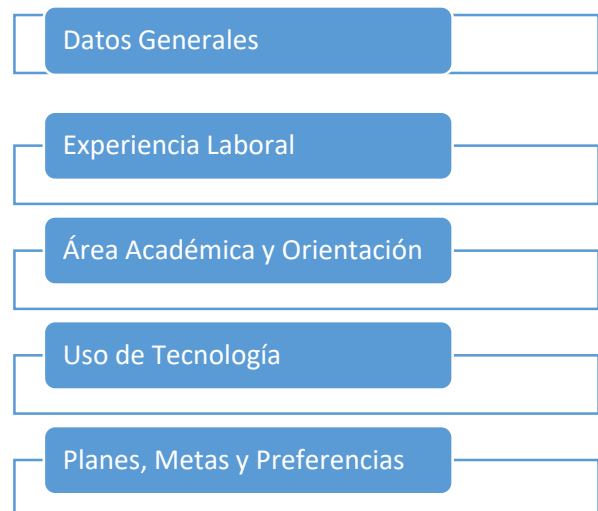 Datos Generales
Experiencia Laboral
Área Académica y Orientación
Uso de Tecnología
Planes, Metas y Preferencias